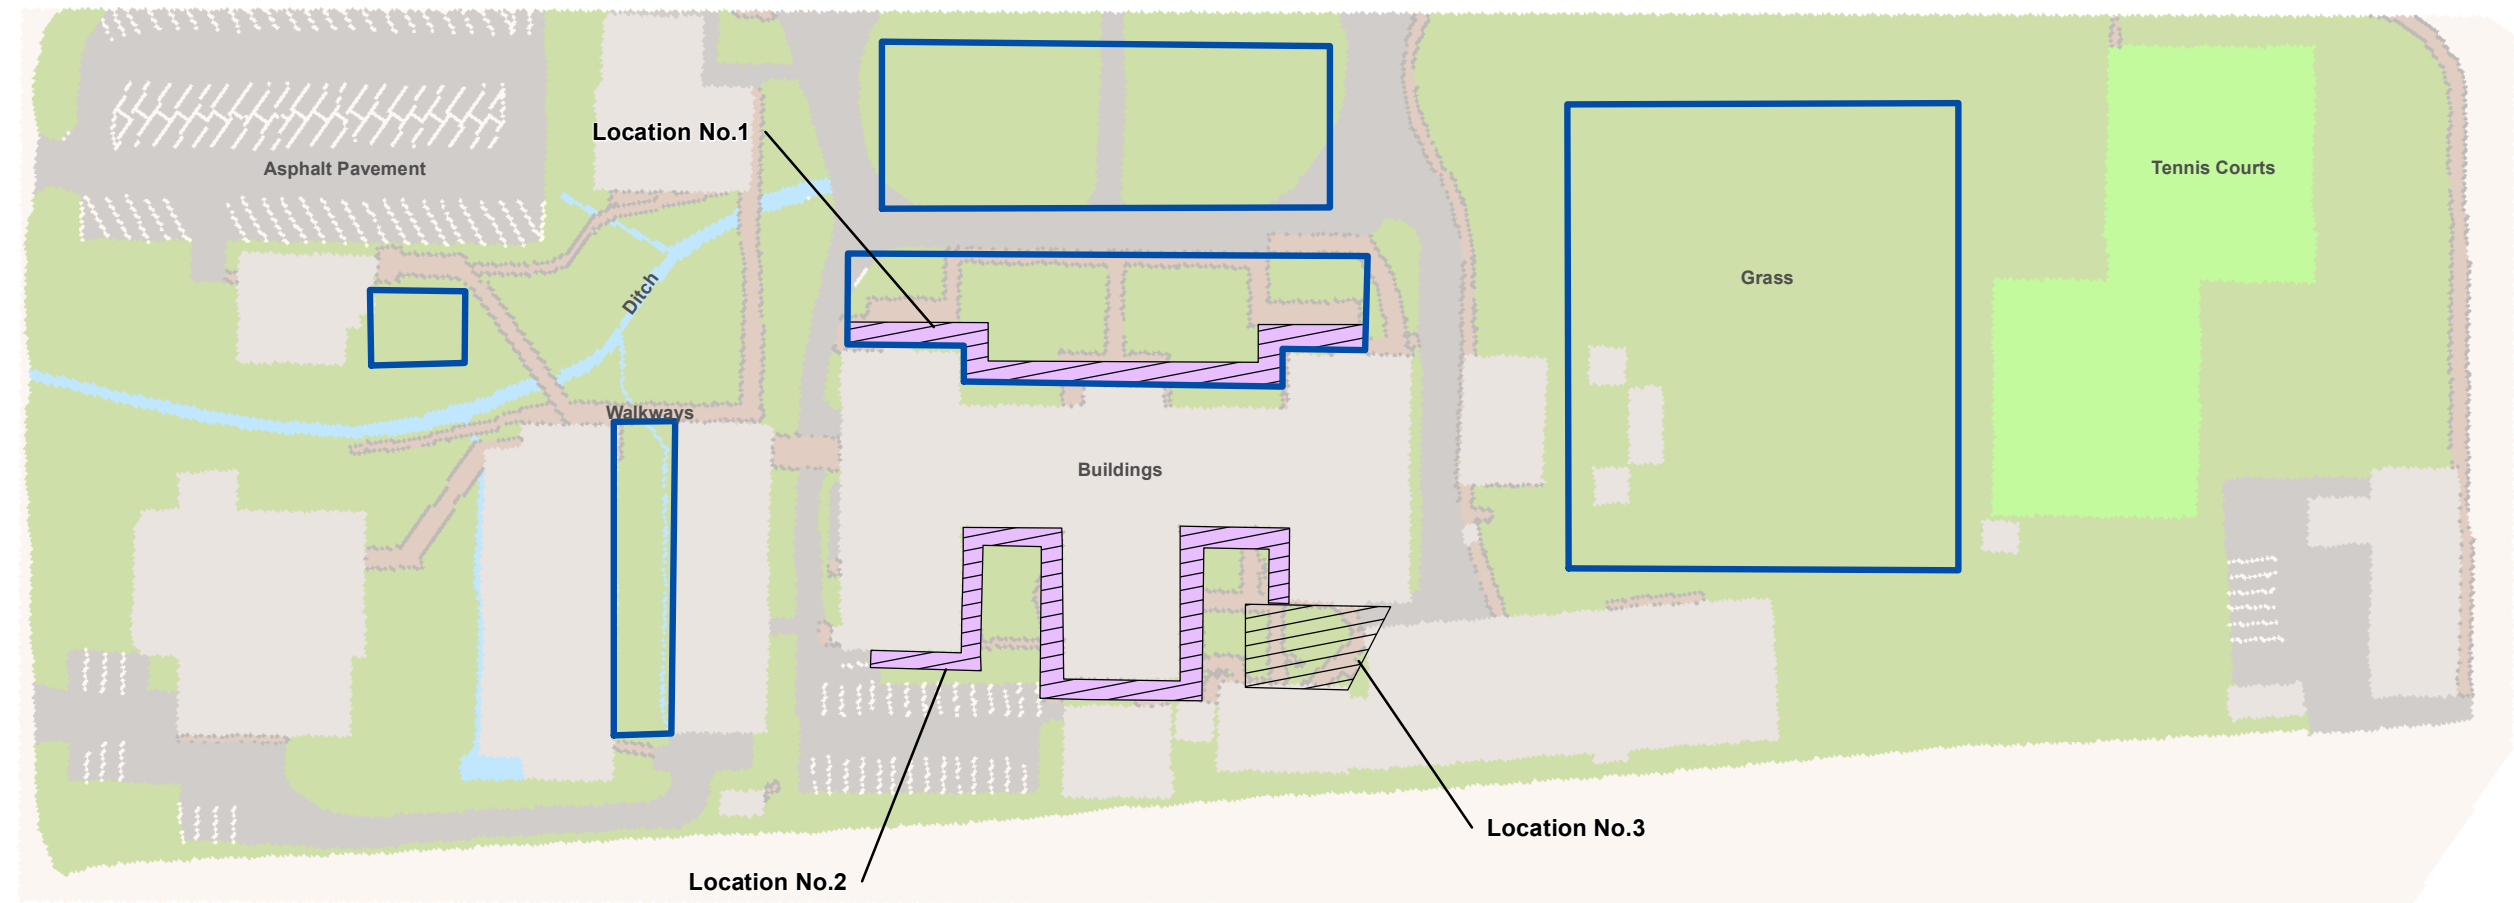 Location No.1
Asphalt Pavement
Tennis Courts
Grass
Ditch
Walkways
Buildings
Location No.3
Location No.2